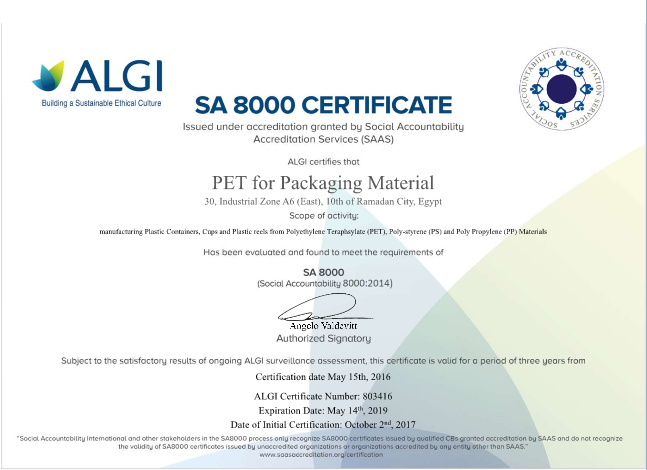 ALGI
Building a Sustainable Ethical Culture
SOCIAL ACCOUNTABILITY ACCREDITATION SERVICES
SA 8000 CERTIFICATE
Issued under accreditation granted by Social Accountability
Accreditation Services (SAAS)
ALGI certifies that
PET for Packaging Material
30, Industrial Zone A6 (East), 10th of Ramadan City, Egypt
Scope of activity:
manufacturing Plastic Containers, Cups and Plastic reels from Polyethylene Teraphsylate (PET), Poly-styrene (PS) and Poly Propylene (PP) Materials
Has been evaluated and found to meet the requirements of
SA 8000
(Social Accountability 8000:2014)
Angelo Valdevitt
Authorized Signatory
Subject to the satisfactory results of ongoing ALGI surveillance assessment, this certificate is valid for a period of three years from
Certification date May 15th, 2016
ALGI Certificate Number: 803416
Expiration Date: May 14th, 2019
Date of Initial Certification: October 2nd, 2017
"Social Accountability International and other stakeholders in the SA8000 process only recognize SA8000 certificates issued by qualified CBs granted accreditation by SAAS and do not recognize
the validity of SA8000 certificates issued by unaccredited organizations or organizations accredited by any entity other than SAAS."
www.saasaccreditation.org/certification